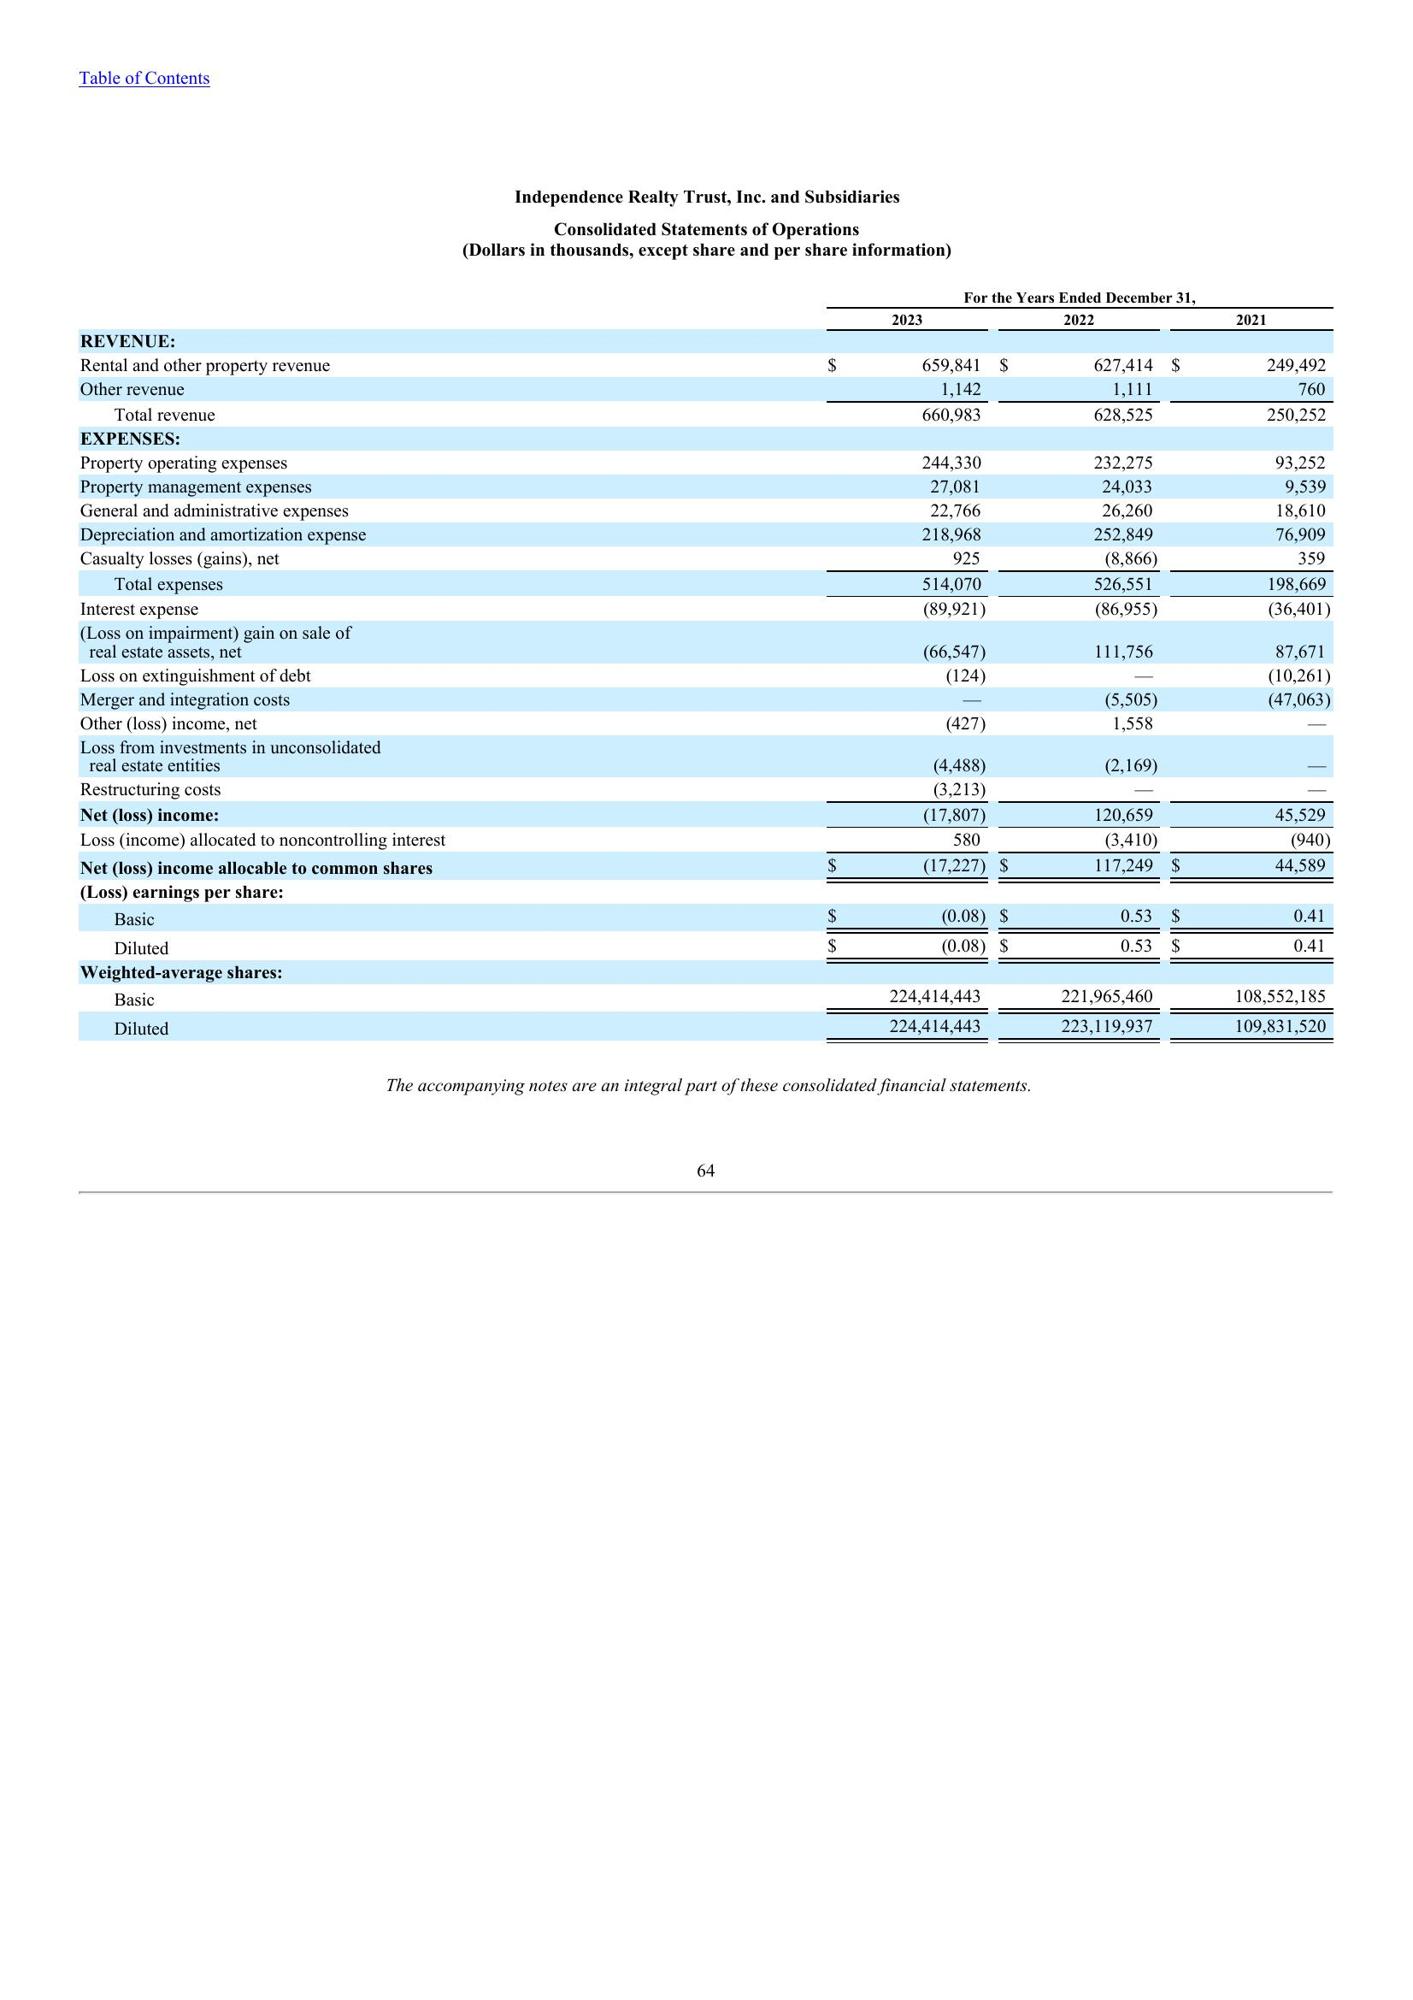 Table of Contents
Independence Realty Trust, Inc. and Subsidiaries
Consolidated Statements of Operations
(Dollars in thousands, except share and per share information)
For the Years Ended December 31,
2023 2022 2021
REVENUE:
Rental and other property revenue $ 659,841 $ 627,414 $ 249,492
Other revenue 1,142 1,111 760
Total revenue 660,983 628,525 250,252
EXPENSES:
Property operating expenses 244,330 232,275 93,252
Property management expenses 27,081 24,033 9,539
General and administrative expenses 22,766 26,260 18,610
Depreciation and amortization expense 218,968 252,849 76,909
Casualty losses (gains), net 925 (8,866) 359
Total expenses 514,070 526,551 198,669
Interest expense (89,921) (86,955) (36,401)
(Loss on impairment) gain on sale of
real estate assets, net (66,547) 111,756 87,671
Loss on extinguishment of debt (124) — (10,261)
Merger and integration costs — (5,505) (47,063)
Other (loss) income, net (427) 1,558 —
Loss from investments in unconsolidated
real estate entities (4,488) (2,169) —
Restructuring costs (3,213) — —
Net (loss) income: (17,807) 120,659 45,529
Loss (income) allocated to noncontrolling interest 580 (3,410) (940)
Net (loss) income allocable to common shares $ (17,227) $ 117,249 $ 44,589
(Loss) earnings per share:
Basic $ (0.08) $ 0.53 $ 0.41
Diluted $ (0.08) $ 0.53 $ 0.41
Weighted-average shares:
Basic 224,414,443 221,965,460 108,552,185
Diluted 224,414,443 223,119,937 109,831,520
The accompanying notes are an integral part of these consolidated financial statements.
64